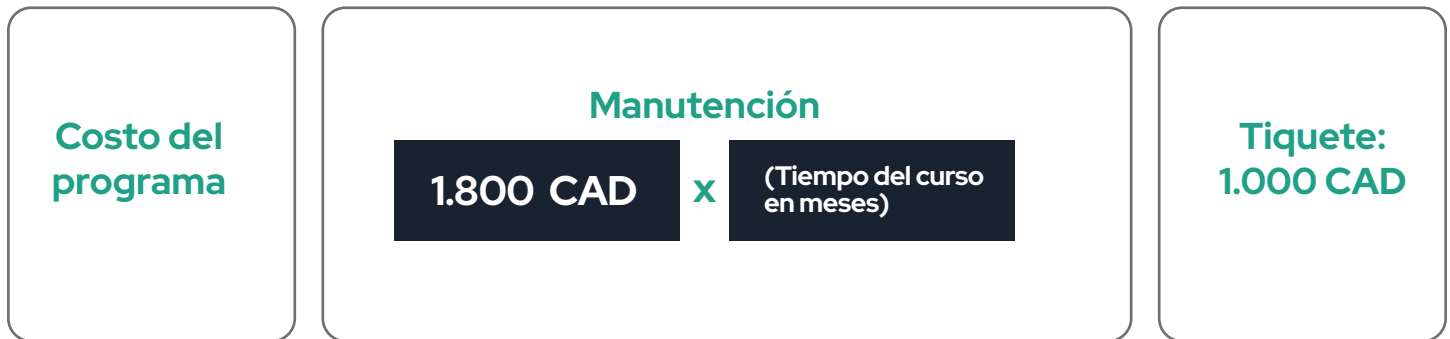 Costo del
programa
Manutención
1.800 CAD
x
(Tiempo del curso
en meses)
Tiquete:
1.000 CAD